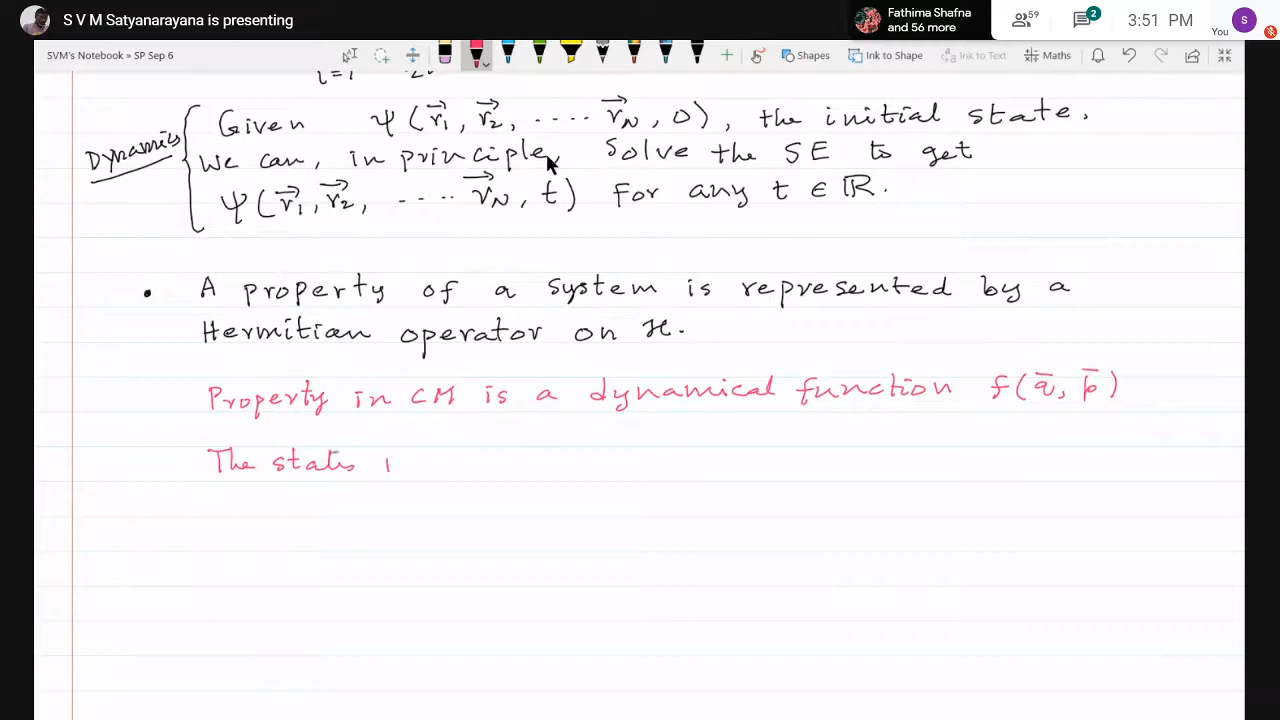 S V M Satyanarayana is presenting
Fathima Shafna
and 56 more
59
2
3:51 PM
s
You
SVM's Notebook » SP Sep 6
Shapes
Ink to Shape
Ink to Text
Maths
i=1
Dynamics
Given ψ(r⃗1, r⃗2, .... r⃗N, 0), the initial state.
we can, in principle, Solve the SE to get
ψ(r⃗1, r⃗2, .... r⃗N, t) for any t ∈ ℝ.
• A property of a system is represented by a
Hermitian operator on ℋ.
Property in CM is a dynamical function f(q̄, p̄)
The states